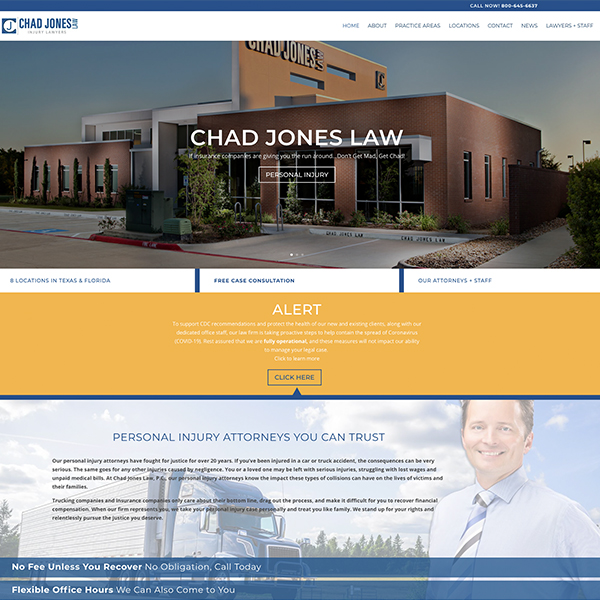 CALL NOW! 800-645-6637
CHAD JONES LAW
INJURY LAWYERS
HOME ABOUT PRACTICE AREAS LOCATIONS CONTACT NEWS LAWYERS + STAFF
CHAD JONES LAW
CHAD JONES LAW
If insurance companies are giving you the run around...Don't Get Mad, Get Chad!
PERSONAL INJURY
CHAD JONES LAW CHAD JONES LAW
8 LOCATIONS IN TEXAS & FLORIDA FREE CASE CONSULTATION OUR ATTORNEYS + STAFF
ALERT
To support CDC recommendations and protect the health of our new and existing clients, along with our
dedicated office staff, our law firm is taking proactive steps to help contain the spread of Coronavirus
(COVID-19). Rest assured that we are fully operational, and these measures will not impact our ability
to manage your legal case.
Click to learn more.
CLICK HERE
PERSONAL INJURY ATTORNEYS YOU CAN TRUST
Our personal injury attorneys have fought for justice for over 20 years. If you've been injured in a car or truck accident, the consequences can be very
serious. The same goes for any other injuries caused by negligence. You or a loved one may be left with serious injuries, struggling with lost wages and
unpaid medical bills. At Chad Jones Law, P.C., our personal injury attorneys know the impact these types of collisions can have on the lives of victims and
their families.
Trucking companies and insurance companies only care about their bottom line, drag out the process, and make it difficult for you to recover financial
compensation. When our firm represents you, we take your personal injury case personally and treat you like family. We stand up for your rights and
relentlessly pursue the justice you deserve.
No Fee Unless You Recover No Obligation, Call Today
Flexible Office Hours We Can Also Come to You